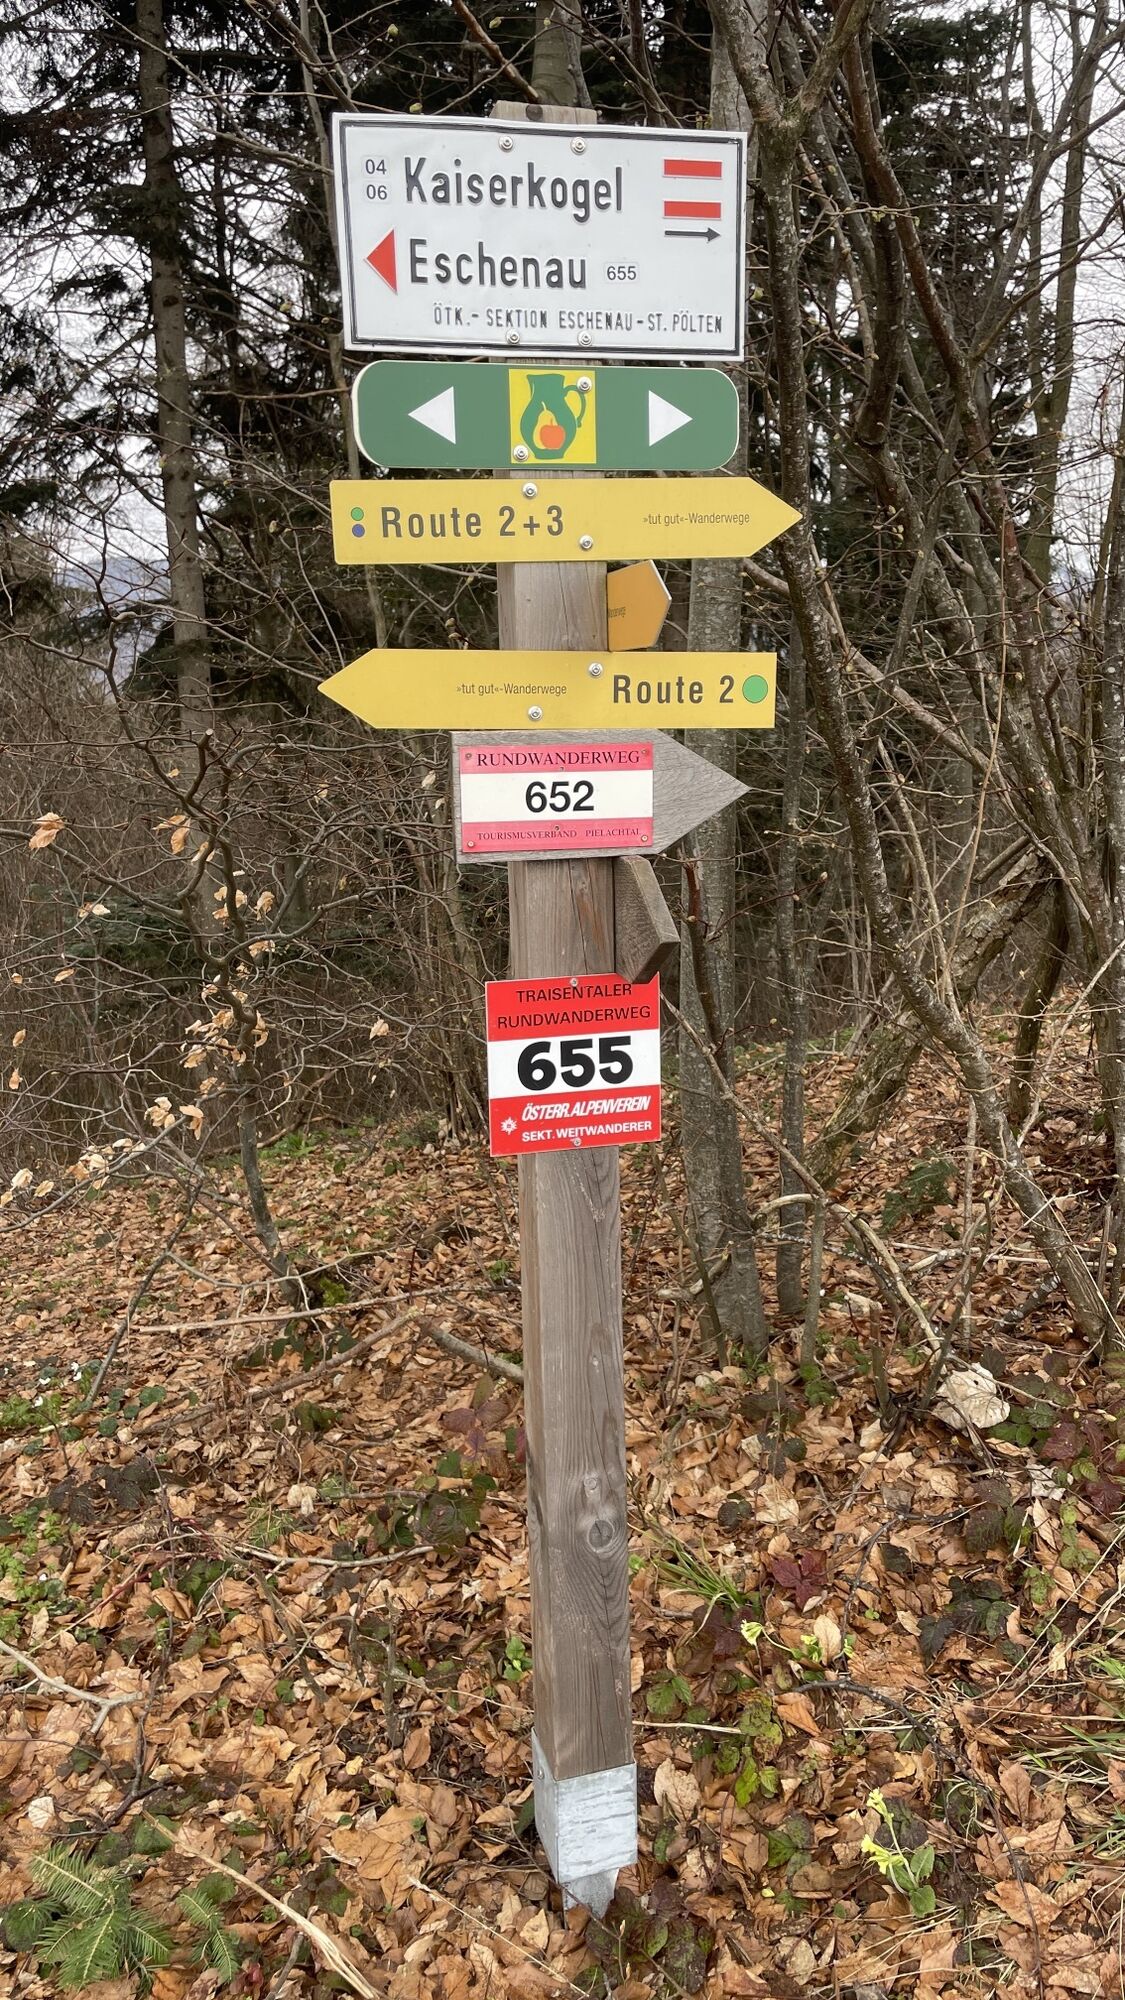 04
Kaiserkogel
06
Eschenau 655
ÖTK.- SEKTION ESCHENAU-ST.PÖLTEN
Route 2+3 »tut gut«-Wanderwege
»tut gut«-Wanderwege Route 2
RUNDWANDERWEG
652
TOURISMUSVERBAND PIELACHTAL
TRAISENTALER
RUNDWANDERWEG
655
ÖSTERR.ALPENVEREIN
SEKT.WEITWANDERER